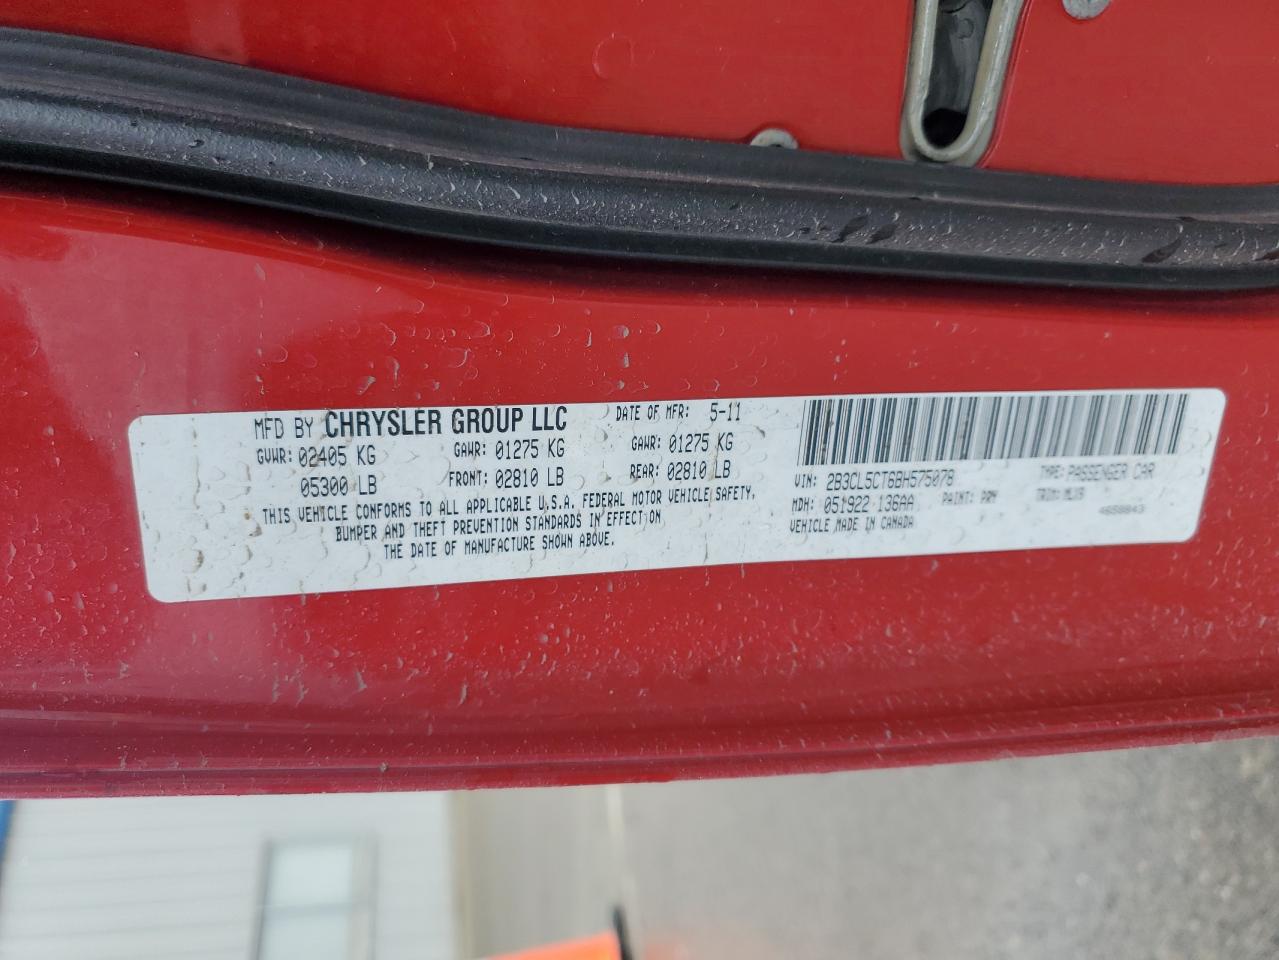 MFD BY CHRYSLER GROUP LLC DATE OF MFR: 5-11
GVWR: 02405 KG GAWR: 01275 KG GAWR: 01275 KG
05300 LB FRONT: 02810 LB REAR: 02810 LB
THIS VEHICLE CONFORMS TO ALL APPLICABLE U.S.A. FEDERAL MOTOR VEHICLE SAFETY,
BUMPER AND THEFT PREVENTION STANDARDS IN EFFECT ON
THE DATE OF MANUFACTURE SHOWN ABOVE.
VIN: 2B3CL5CT6BH575078 TYPE: PASSENGER CAR
MDH: 051922 136AA PAINT: PRM TRIM: MLX9
VEHICLE MADE IN CANADA 4658843